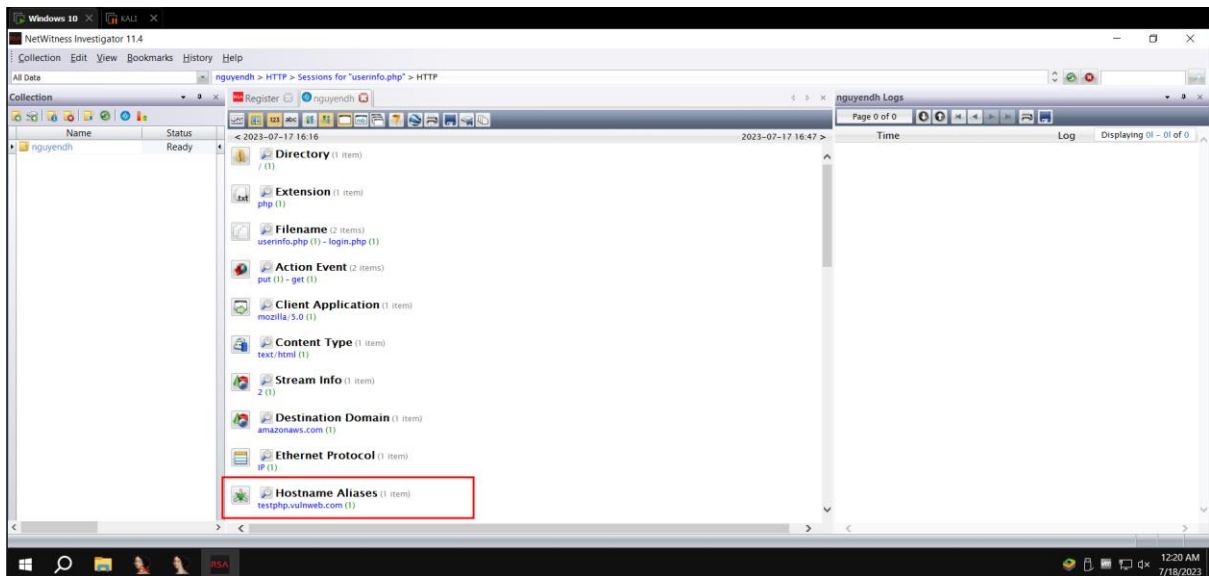 Windows 10 KALI
NetWitness Investigator 11.4
Collection Edit View Bookmarks History Help
All Data nguyendh > HTTP > Sessions for "userinfo.php" > HTTP
Collection Register nguyendh nguyendh Logs
Page 0 of 0
Name Status < 2023-07-17 16:16 2023-07-17 16:47 > Time Log Displaying 0l - 0l of 0
nguyendh Ready
Directory (1 item)
/ (1)
.txt Extension (1 item)
php (1)
Filename (2 items)
userinfo.php (1) - login.php (1)
Action Event (2 items)
put (1) - get (1)
Client Application (1 item)
mozilla/5.0 (1)
Content Type (1 item)
text/html (1)
Stream Info (1 item)
2 (1)
Destination Domain (1 item)
amazonaws.com (1)
Ethernet Protocol (1 item)
IP (1)
Hostname Aliases (1 item)
testphp.vulnweb.com (1)
RSA
12:20 AM
7/18/2023